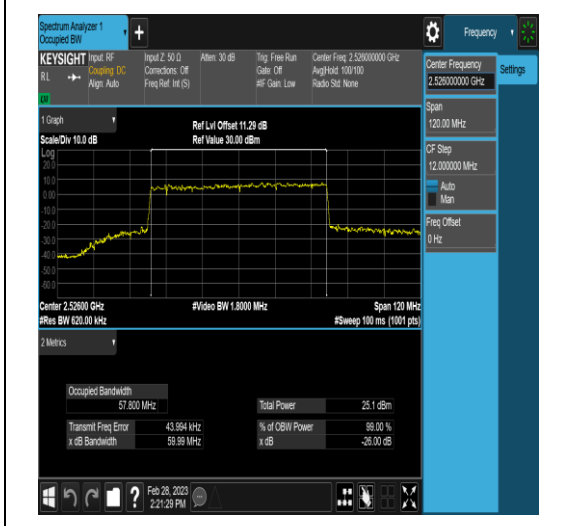 Spectrum Analyzer 1
Occupied BW
Frequency
KEYSIGHT
RL
Input: RF
Coupling: DC
Align: Auto
Input Z: 50 Ω
Corrections: Off
Freq Ref: Int (S)
Atten: 30 dB
Trig: Free Run
Gate: Off
#IF Gain: Low
Center Freq: 2.526000000 GHz
Avg|Hold: 100/100
Radio Std: None
Center Frequency
2.526000000 GHz
Settings
Span
120.00 MHz
CF Step
12.000000 MHz
Auto
Man
Freq Offset
0 Hz
1 Graph
Scale/Div 10.0 dB
Ref Lvl Offset 11.29 dB
Ref Value 30.00 dBm
Log
20.0
10.0
0.00
-10.0
-20.0
-30.0
-40.0
-50.0
-60.0
Center 2.52600 GHz
#Video BW 1.8000 MHz
Span 120 MHz
#Res BW 620.00 kHz
#Sweep 100 ms (1001 pts)
2 Metrics
Occupied Bandwidth
57.800 MHz
Total Power
25.1 dBm
Transmit Freq Error
43.994 kHz
% of OBW Power
99.00 %
x dB Bandwidth
59.99 MHz
x dB
-26.00 dB
?
Feb 28, 2023
2:21:29 PM